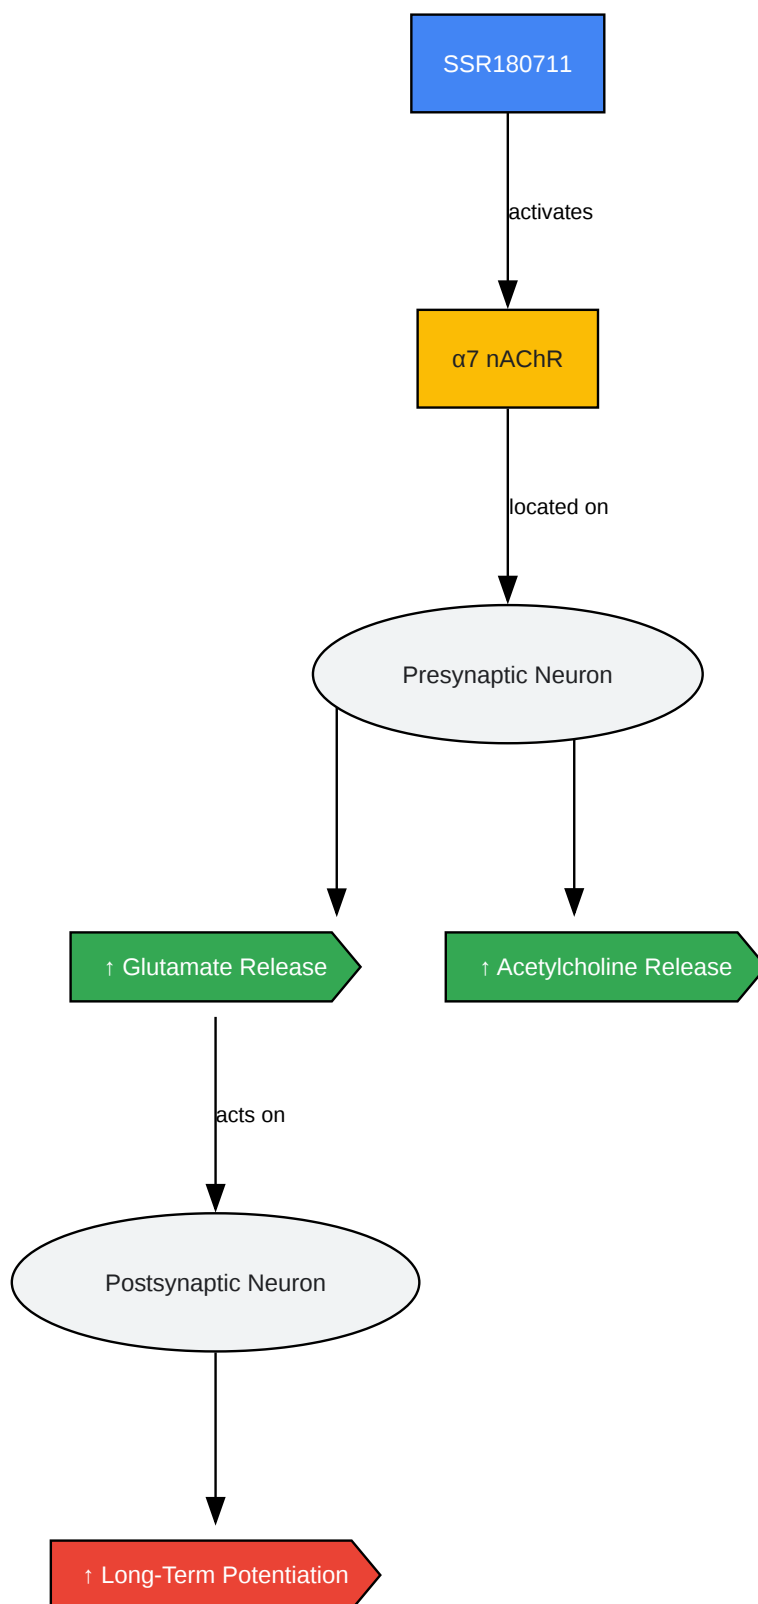 SSR180711
activates
α7 nAChR
located on
Presynaptic Neuron
↑ Glutamate Release
↑ Acetylcholine Release
acts on
Postsynaptic Neuron
↑ Long-Term Potentiation